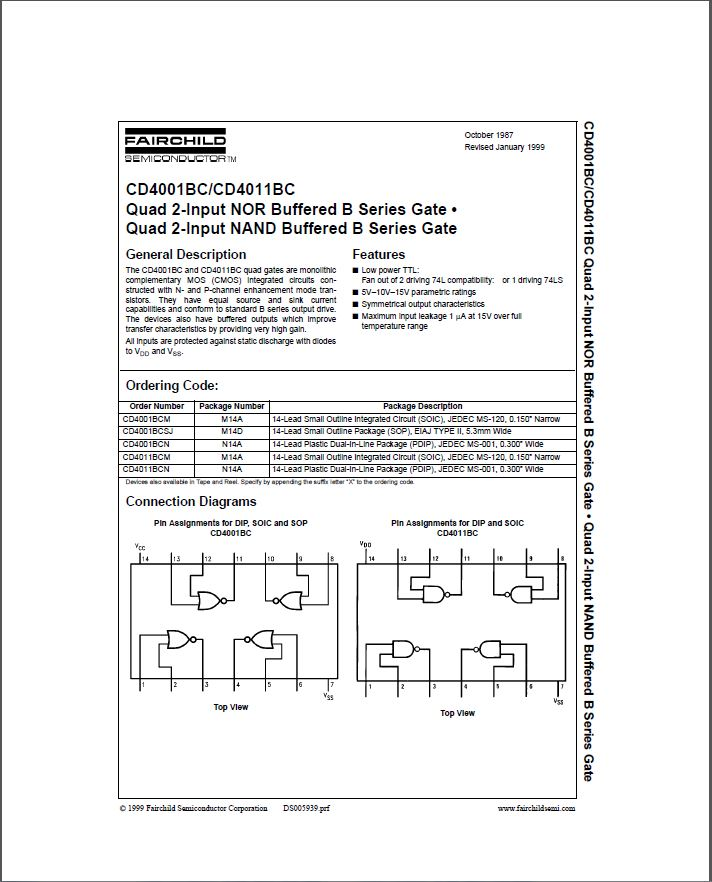 FAIRCHILD
SEMICONDUCTOR™
October 1987
Revised January 1999
CD4001BC/CD4011BC
Quad 2-Input NOR Buffered B Series Gate •
Quad 2-Input NAND Buffered B Series Gate
General Description
The CD4001BC and CD4011BC quad gates are monolithic
complementary MOS (CMOS) integrated circuits con-
structed with N- and P-channel enhancement mode tran-
sistors. They have equal source and sink current
capabilities and conform to standard B series output drive.
The devices also have buffered outputs which improve
transfer characteristics by providing very high gain.
All inputs are protected against static discharge with diodes
to VDD and VSS.
Features
■ Low power TTL:
Fan out of 2 driving 74L compatibility: or 1 driving 74LS
■ 5V–10V–15V parametric ratings
■ Symmetrical output characteristics
■ Maximum input leakage 1 μA at 15V over full
temperature range
Ordering Code:
Order Number Package Number Package Description
CD4001BCM M14A 14-Lead Small Outline Integrated Circuit (SOIC), JEDEC MS-120, 0.150" Narrow
CD4001BCSJ M14D 14-Lead Small Outline Package (SOP), EIAJ TYPE II, 5.3mm Wide
CD4001BCN N14A 14-Lead Plastic Dual-In-Line Package (PDIP), JEDEC MS-001, 0.300" Wide
CD4011BCM M14A 14-Lead Small Outline Integrated Circuit (SOIC), JEDEC MS-120, 0.150" Narrow
CD4011BCN N14A 14-Lead Plastic Dual-In-Line Package (PDIP), JEDEC MS-001, 0.300" Wide
Devices also available in Tape and Reel. Specify by appending the suffix letter "X" to the ordering code.
Connection Diagrams
Pin Assignments for DIP, SOIC and SOP
CD4001BC
VCC
14 13 12 11 10 9 8
1 2 3 4 5 6 7
VSS
Top View
Pin Assignments for DIP and SOIC
CD4011BC
VDD
14 13 12 11 10 9 8
1 2 3 4 5 6 7
VSS
Top View
© 1999 Fairchild Semiconductor Corporation DS005939.prf www.fairchildsemi.com
CD4001BC/CD4011BC Quad 2-Input NOR Buffered B Series Gate • Quad 2-Input NAND Buffered B Series Gate